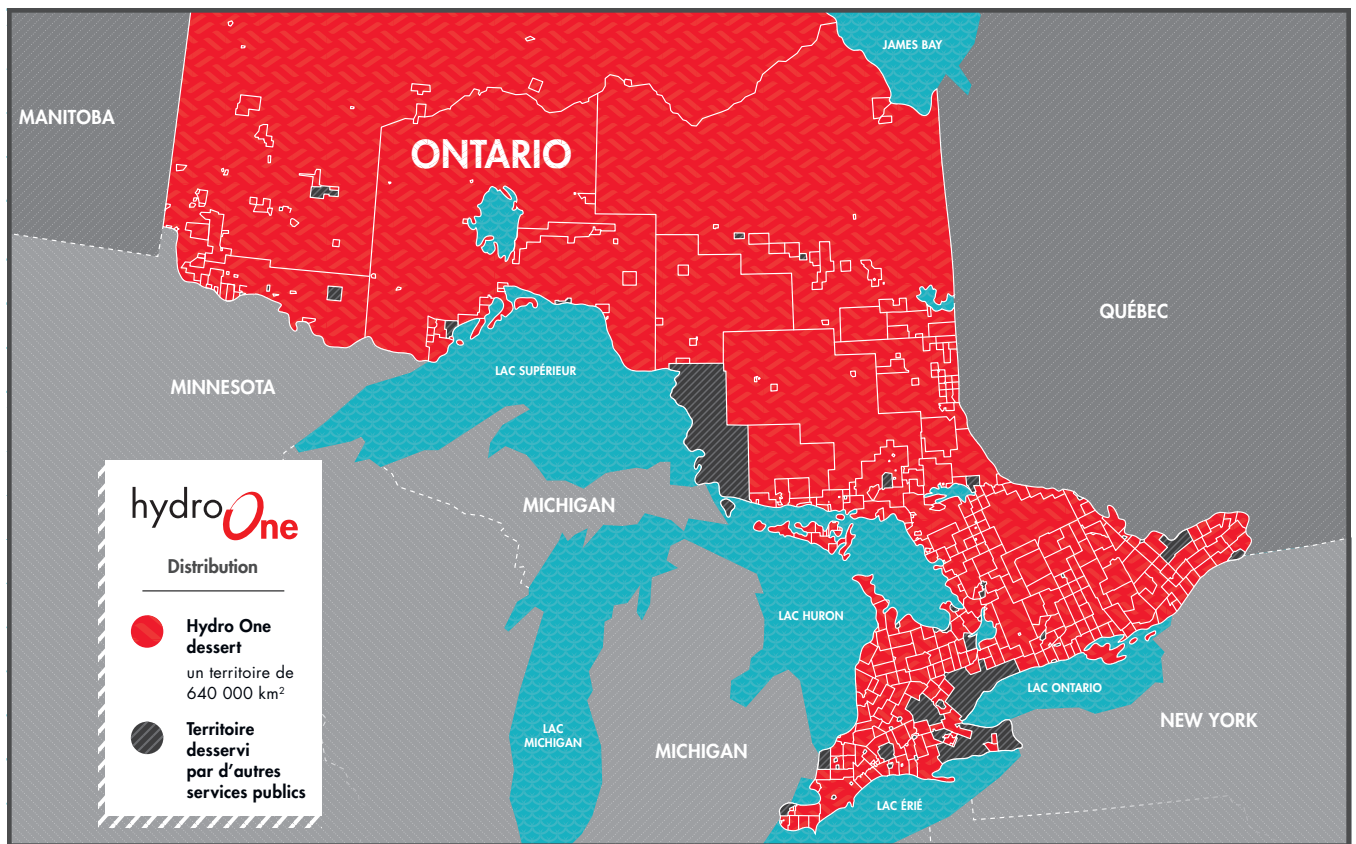 JAMES BAY
MANITOBA
ONTARIO
QUÉBEC
LAC SUPÉRIEUR
MINNESOTA
MICHIGAN
LAC HURON
LAC ONTARIO
NEW YORK
LAC
MICHIGAN
MICHIGAN
LAC ÉRIÉ
hydro One
Distribution
Hydro One
dessert
un territoire de
640 000 km²
Territoire
desservi
par d'autres
services publics